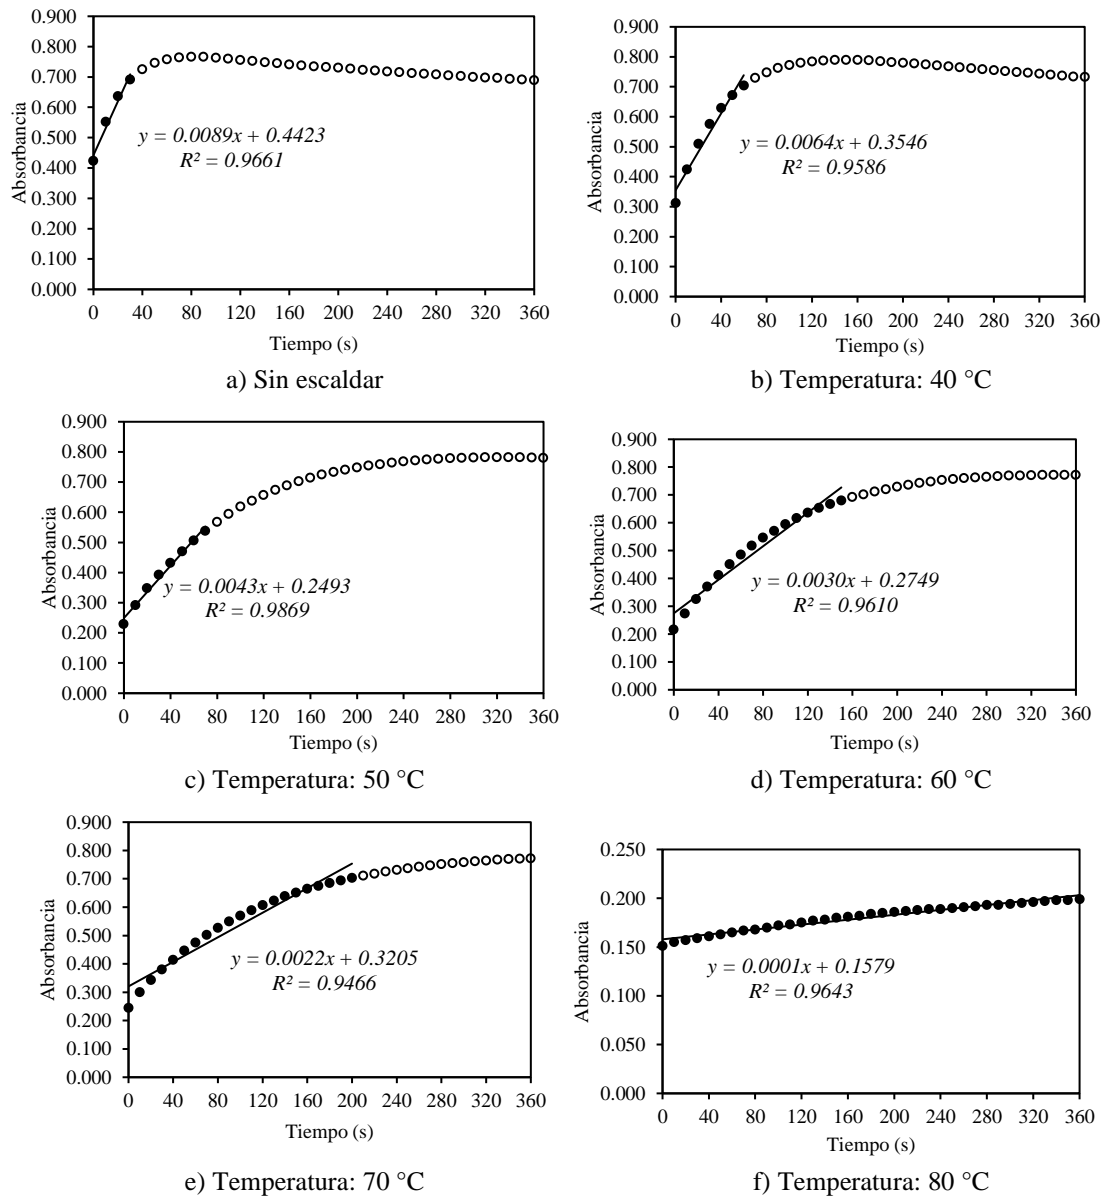 0.900
0.800
0.700
0.600
0.500
0.400
0.300
0.200
0.100
0.000
Absorbancia
y = 0.0089x + 0.4423
R² = 0.9661
0 40 80 120 160 200 240 280 320 360
Tiempo (s)
a) Sin escaldar
0.900
0.800
0.700
0.600
0.500
0.400
0.300
0.200
0.100
0.000
Absorbancia
y = 0.0064x + 0.3546
R² = 0.9586
0 40 80 120 160 200 240 280 320 360
Tiempo (s)
b) Temperatura: 40 °C
0.900
0.800
0.700
0.600
0.500
0.400
0.300
0.200
0.100
0.000
Absorbancia
y = 0.0043x + 0.2493
R² = 0.9869
0 40 80 120 160 200 240 280 320 360
Tiempo (s)
c) Temperatura: 50 °C
0.900
0.800
0.700
0.600
0.500
0.400
0.300
0.200
0.100
0.000
Absorbancia
y = 0.0030x + 0.2749
R² = 0.9610
0 40 80 120 160 200 240 280 320 360
Tiempo (s)
d) Temperatura: 60 °C
0.900
0.800
0.700
0.600
0.500
0.400
0.300
0.200
0.100
0.000
Absorbancia
y = 0.0022x + 0.3205
R² = 0.9466
0 40 80 120 160 200 240 280 320 360
Tiempo (s)
e) Temperatura: 70 °C
0.250
0.200
0.150
0.100
0.050
0.000
Absorbancia
y = 0.0001x + 0.1579
R² = 0.9643
0 40 80 120 160 200 240 280 320 360
Tiempo (s)
f) Temperatura: 80 °C